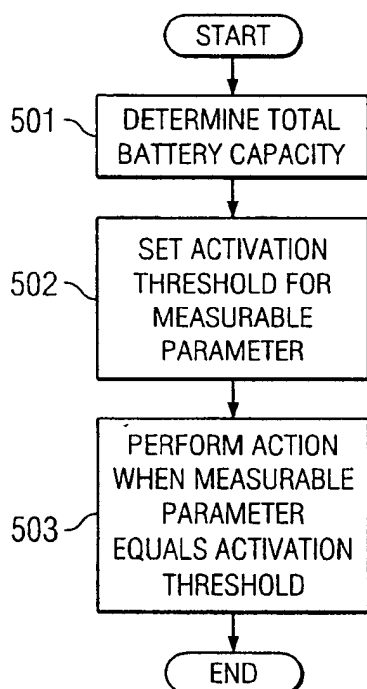 START
501
DETERMINE TOTAL
BATTERY CAPACITY
502
SET ACTIVATION
THRESHOLD FOR
MEASURABLE
PARAMETER
503
PERFORM ACTION
WHEN MEASURABLE
PARAMETER
EQUALS ACTIVATION
THRESHOLD
END